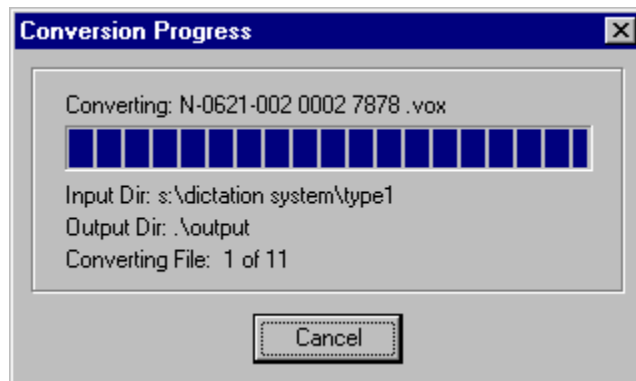 Conversion Progress
Converting: N-0621-002 0002 7878 .vox
Input Dir: s:\dictation system\type1
Output Dir: .\output
Converting File: 1 of 11
Cancel